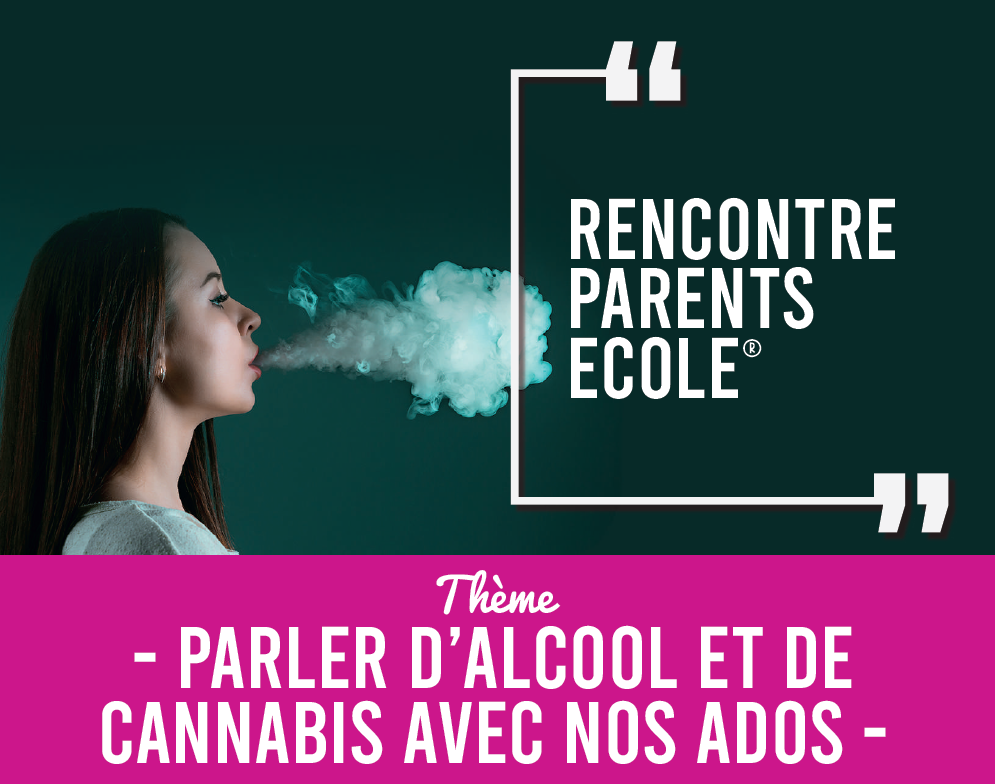 “
RENCONTRE
PARENTS
ECOLE®
”
Thème
- PARLER D’ALCOOL ET DE
CANNABIS AVEC NOS ADOS -